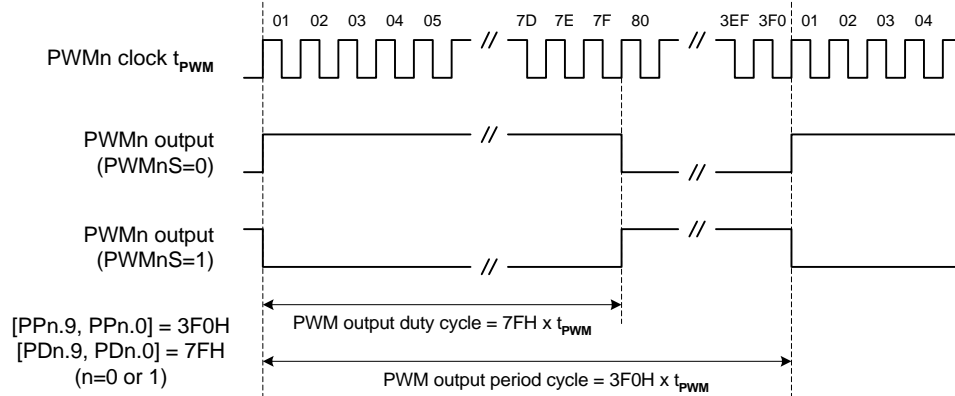 01 02 03 04 05 7D 7E 7F 80 3EF 3F0 01 02 03 04
PWMn clock tPWM
//
//
PWMn output
(PWMnS=0)
//
//
PWMn output
(PWMnS=1)
//
//
PWM output duty cycle = 7FH x tPWM
[PPn.9, PPn.0] = 3F0H
[PDn.9, PDn.0] = 7FH
(n=0 or 1)
PWM output period cycle = 3F0H x tPWM